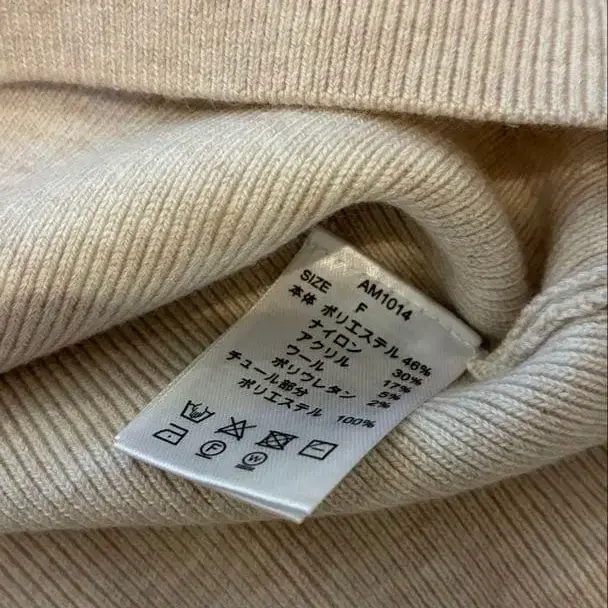 AM1014
SIZE F
本体 ポリエステル 46%
ナイロン 30%
アクリル 17%
ウール 5%
ポリウレタン 2%
チュール部分
ポリエステル 100%
F W